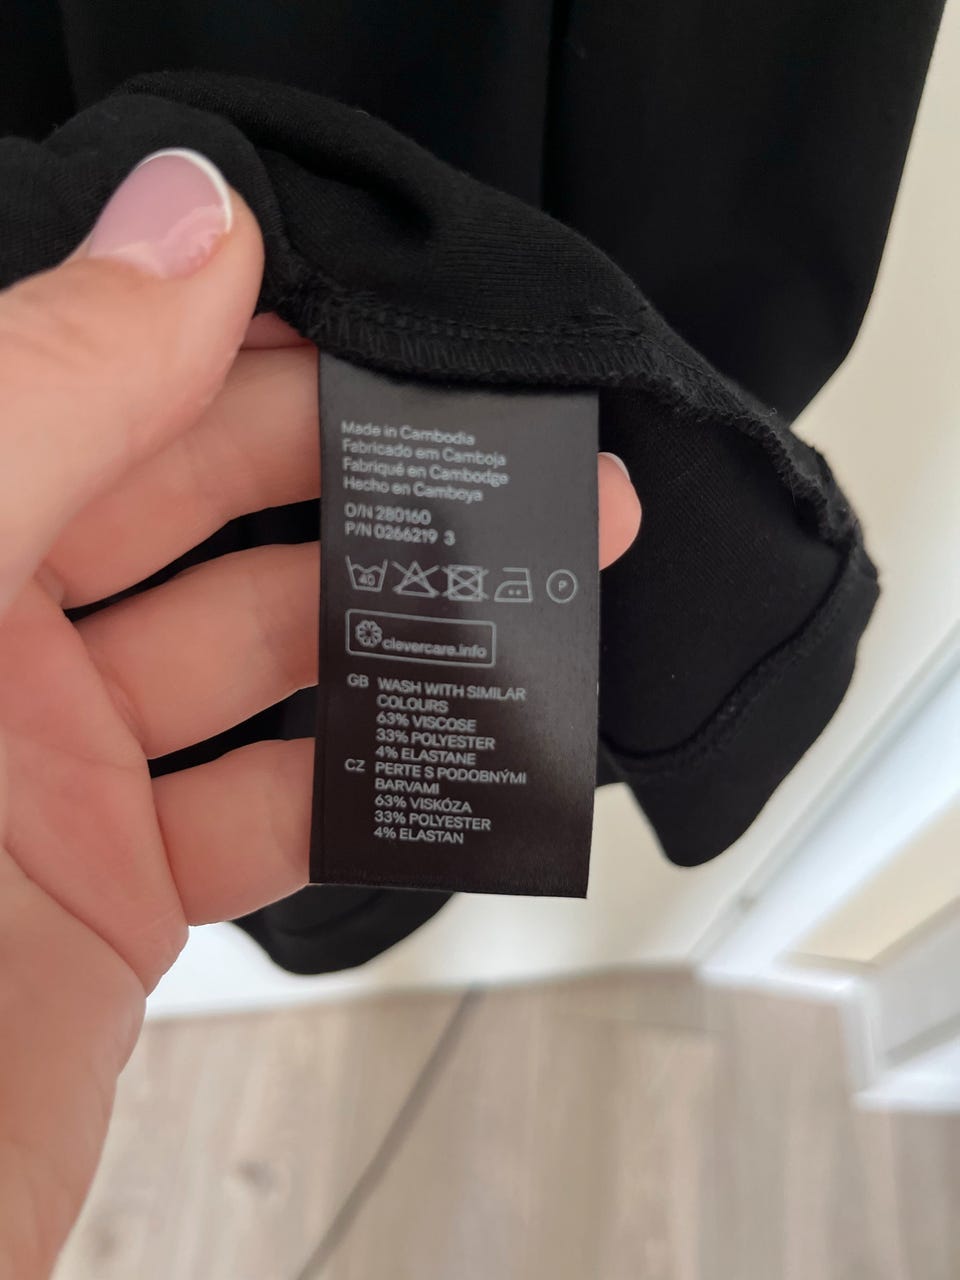 Made in Cambodia
Fabricado em Camboja
Fabriqué en Cambodge
Hecho en Camboya
O/N 280160
P/N 0266219 3
40
P
clevercare.info
GB WASH WITH SIMILAR
COLOURS
63% VISCOSE
33% POLYESTER
4% ELASTANE
CZ PERTE S PODOBNÝMI
BARVAMI
63% VISKÓZA
33% POLYESTER
4% ELASTAN